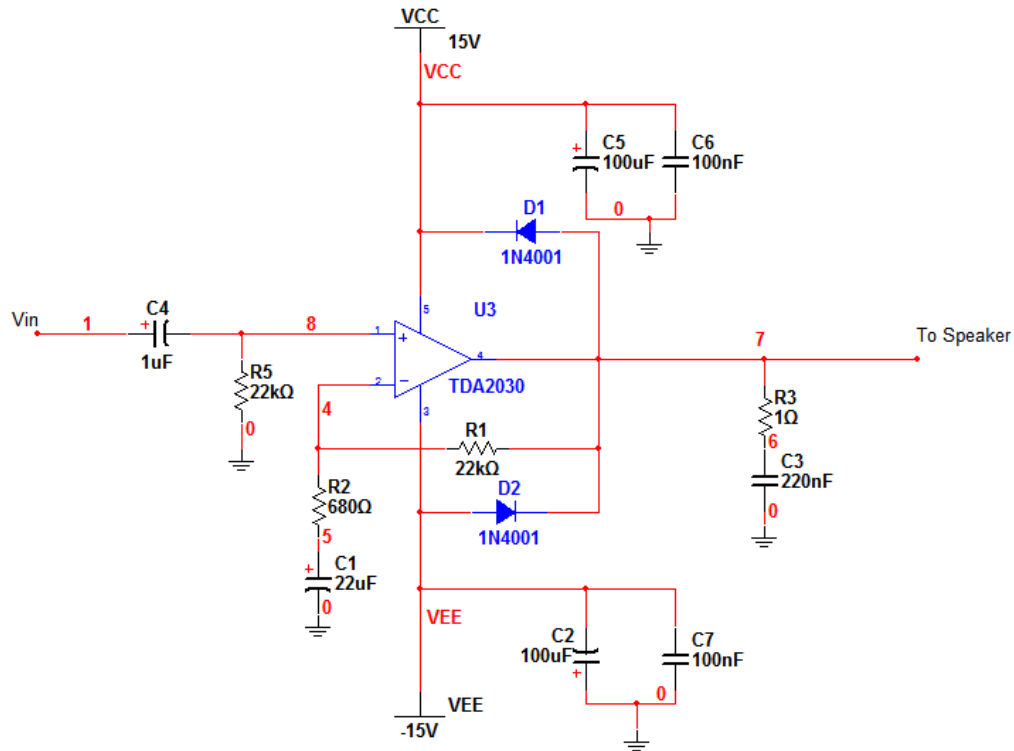 VCC
15V
VCC
C5
100uF
C6
100nF
+
0
D1
1N4001
U3
5
Vin
1
C4
+
1uF
8
1
+
R5
22kΩ
0
2
−
4
TDA2030
3
4
7
To Speaker
R3
1Ω
6
C3
220nF
0
R1
22kΩ
R2
680Ω
5
+
C1
22uF
0
D2
1N4001
VEE
C2
100uF
+
C7
100nF
0
VEE
-15V